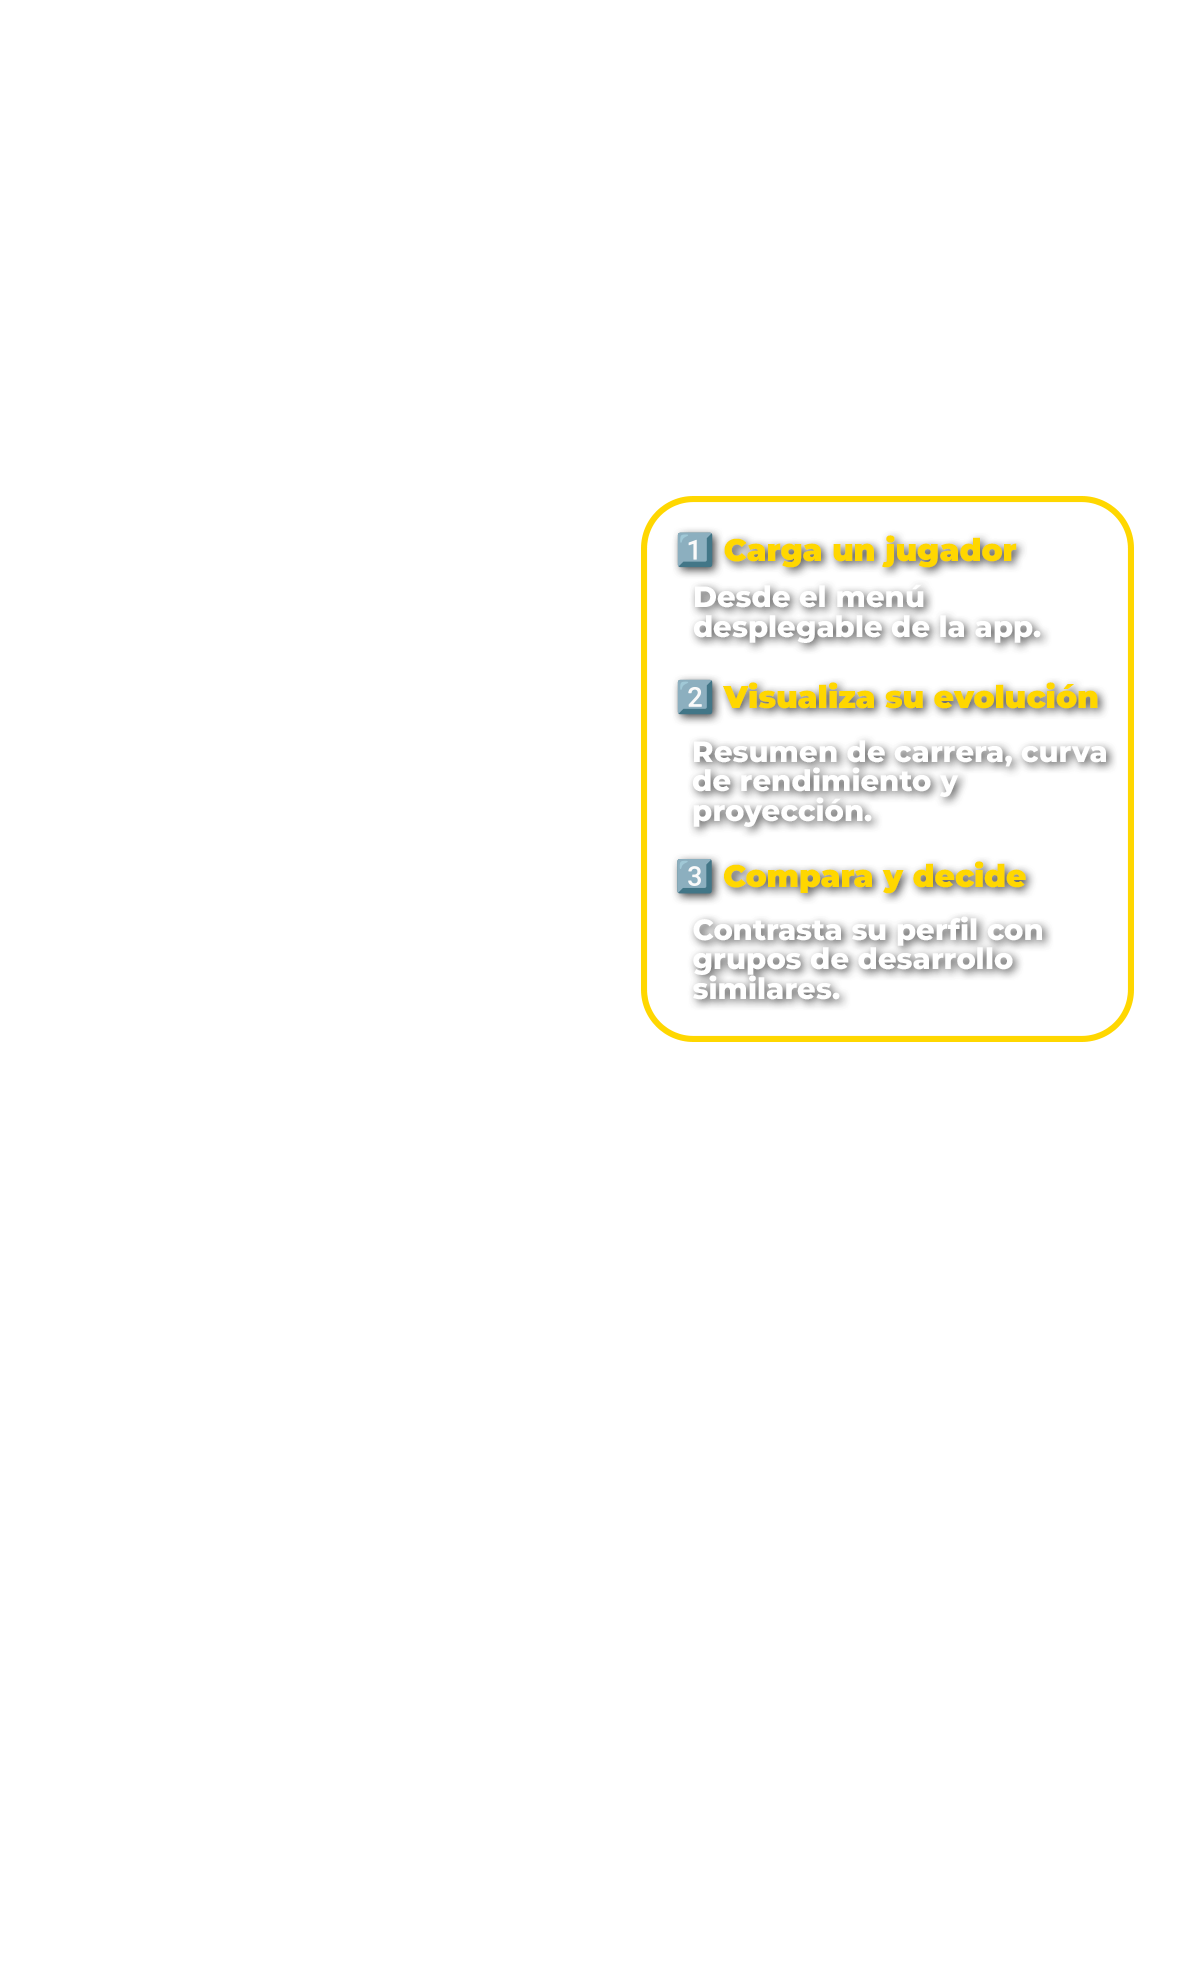 1️⃣ Carga un jugador
Desde el menú
desplegable de la app.
2️⃣ Visualiza su evolución
Resumen de carrera, curva
de rendimiento y
proyección.
3️⃣ Compara y decide
Contrasta su perfil con
grupos de desarrollo
similares.